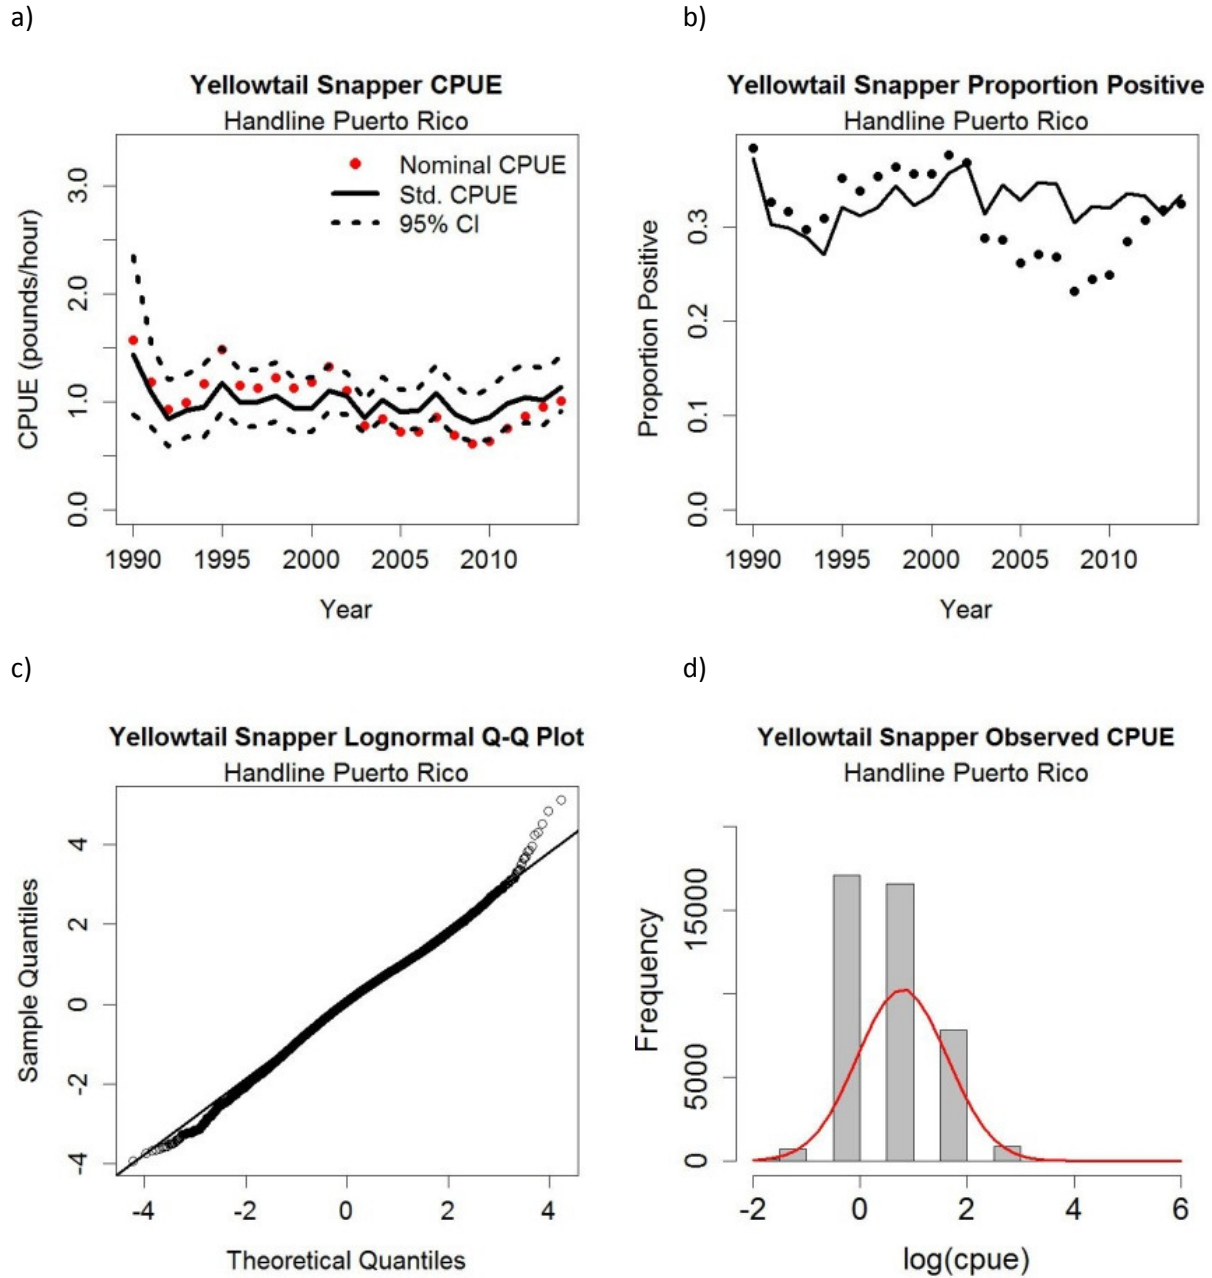 a)
Yellowtail Snapper CPUE
Handline Puerto Rico
Nominal CPUE
Std. CPUE
95% CI
CPUE (pounds/hour)
3.0
2.0
1.0
0.0
1990 1995 2000 2005 2010
Year
b)
Yellowtail Snapper Proportion Positive
Handline Puerto Rico
Proportion Positive
0.3
0.2
0.1
0.0
1990 1995 2000 2005 2010
Year
c)
Yellowtail Snapper Lognormal Q-Q Plot
Handline Puerto Rico
Sample Quantiles
4
2
0
-2
-4
-4 -2 0 2 4
Theoretical Quantiles
d)
Yellowtail Snapper Observed CPUE
Handline Puerto Rico
Frequency
15000
5000
0
-2 0 2 4 6
log(cpue)